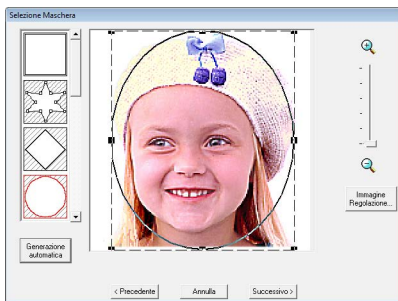 Selezione Maschera
Immagine
Regolazione...
Generazione
automatica
< Precedente
Annulla
Successivo >